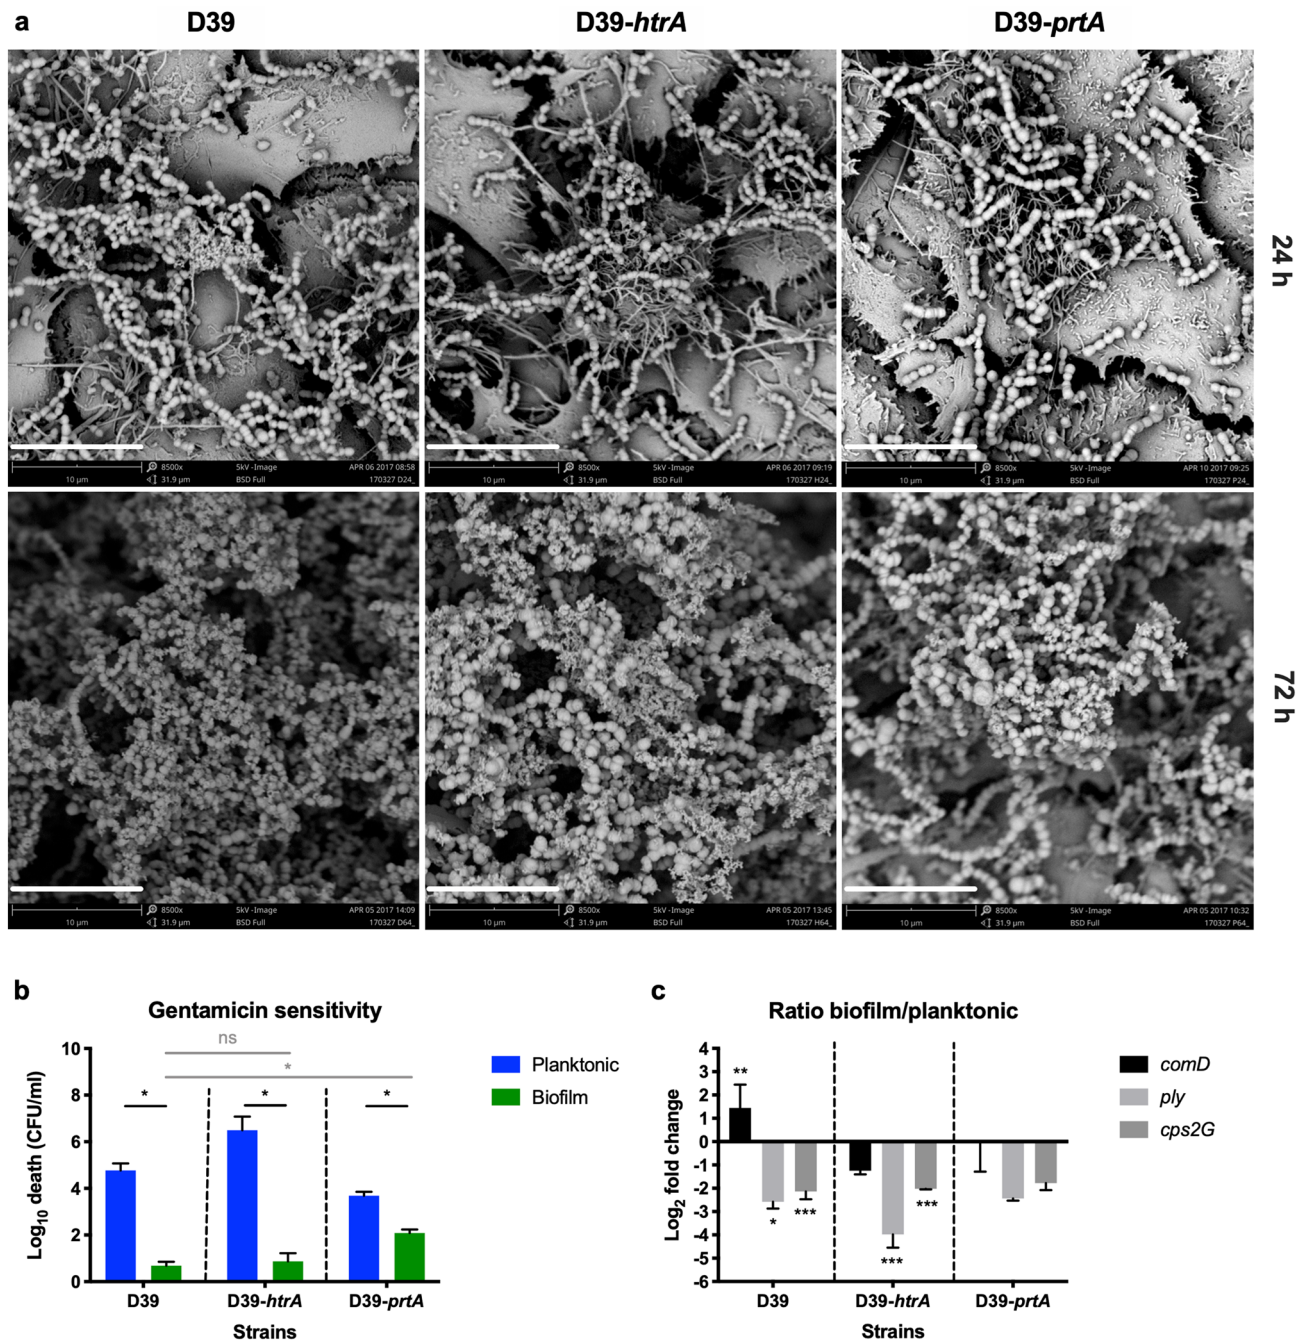 a
D39
D39-htrA
D39-prtA
24 h
10 µm
8500x
31.9 µm
5kV -Image
BSD Full
APR 06 2017 08:58
170327 D24_
10 µm
8500x
31.9 µm
5kV -Image
BSD Full
APR 06 2017 09:19
170327 H24_
10 µm
8500x
31.9 µm
5kV -Image
BSD Full
APR 10 2017 09:25
170327 P24_
72 h
10 µm
8500x
31.9 µm
5kV -Image
BSD Full
APR 05 2017 14:09
170327 D64_
10 µm
8500x
31.9 µm
5kV -Image
BSD Full
APR 05 2017 13:45
170327 H64_
10 µm
8500x
31.9 µm
5kV -Image
BSD Full
APR 05 2017 10:32
170327 P64_
b
Gentamicin sensitivity
ns
*
* * *
10
8
6
4
2
0
Log10 death (CFU/ml)
D39 D39-htrA D39-prtA
Strains
Planktonic
Biofilm
c
Ratio biofilm/planktonic
4
3
2
1
0
-1
-2
-3
-4
-5
-6
Log2 fold change
**
* ***
*** ***
D39 D39-htrA D39-prtA
Strains
comD
ply
cps2G